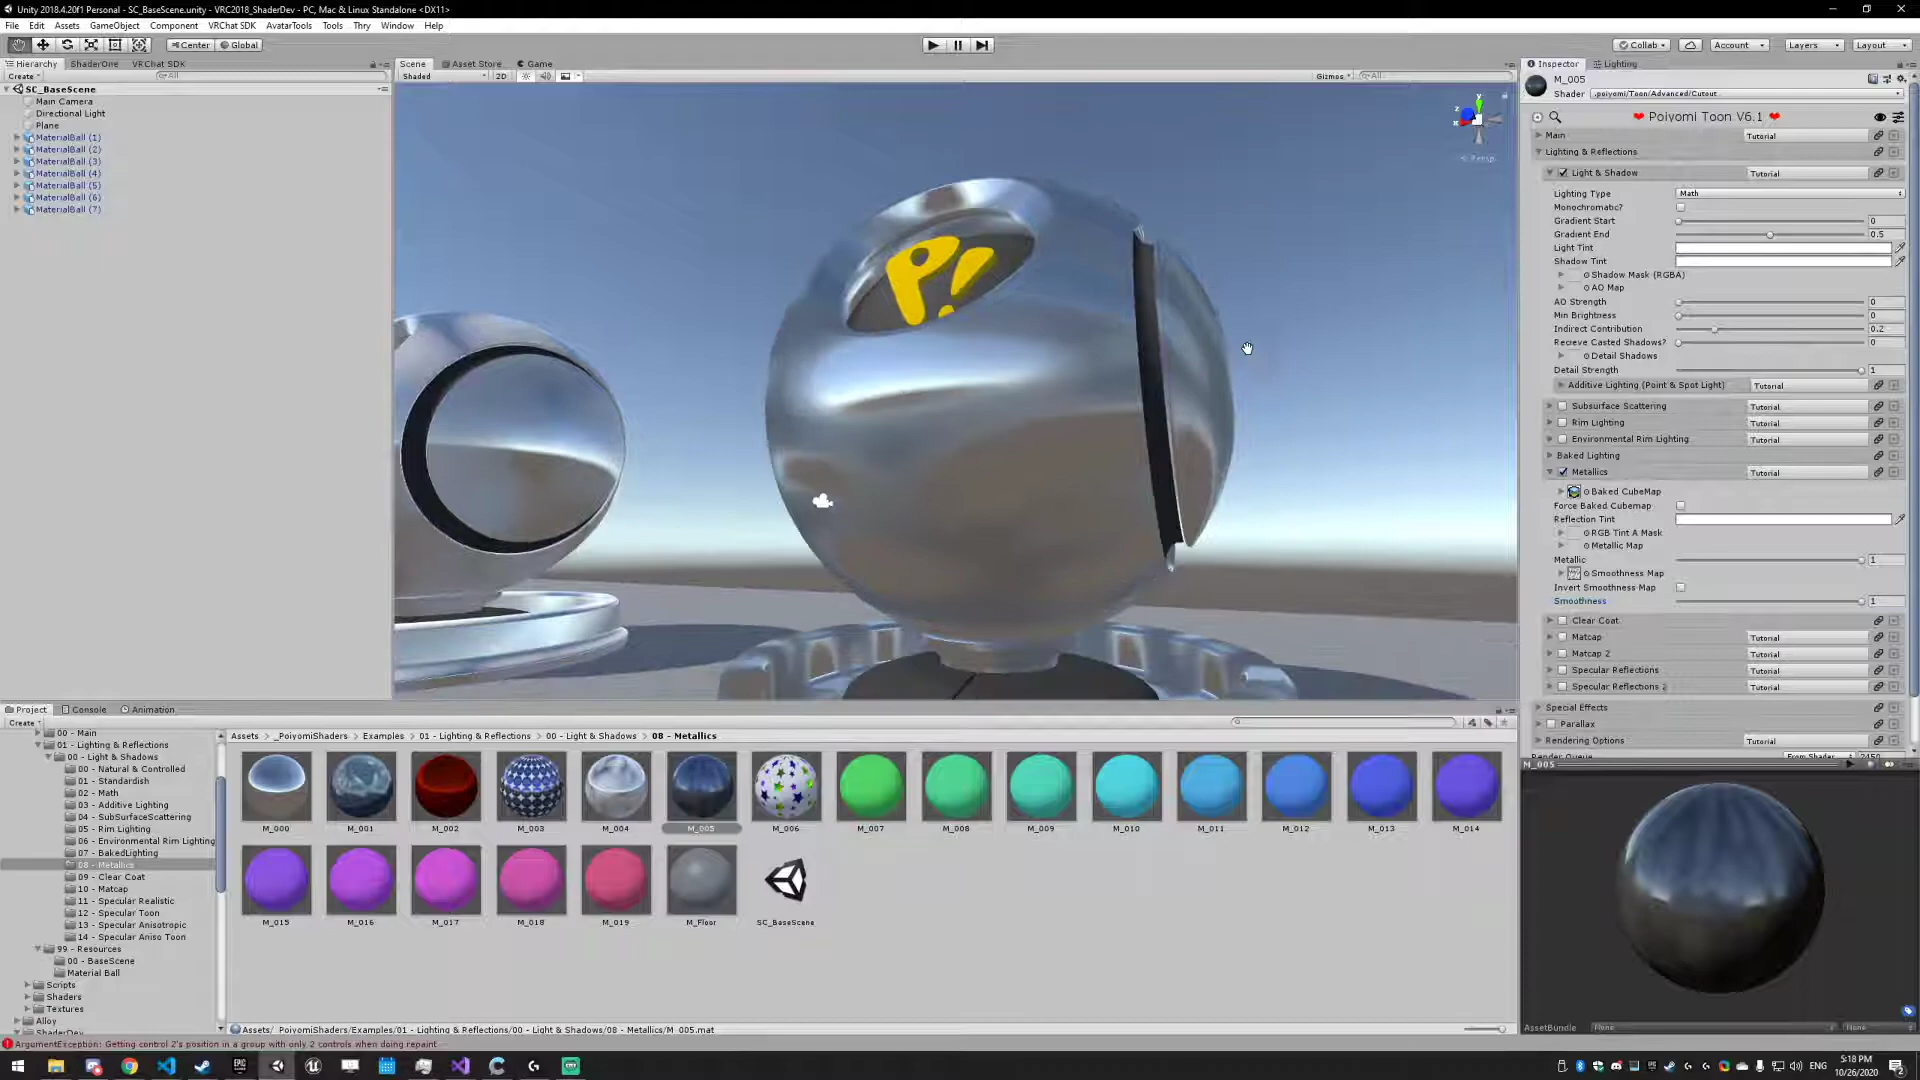 Unity 2018.4.20f1 Personal - SC_BaseScene.unity - VRC2018_ShaderDev - PC, Mac & Linux Standalone <DX11>
File Edit Assets GameObject Component VRChat SDK AvatarTools Tools Thry Window Help
Center Global Collab Account Layers Layout
Hierarchy ShaderOne VRChat SDK Scene Asset Store Game Inspector Lighting
Create All Shaded 2D Gizmos All
SC_BaseScene
Main Camera
Directional Light
Plane
MaterialBall (1)
MaterialBall (2)
MaterialBall (3)
MaterialBall (4)
MaterialBall (5)
MaterialBall (6)
MaterialBall (7)
y
x
Persp
P!
M_005
Shader .poiyomi/Toon/Advanced/Cutout
❤ Poiyomi Toon V6.1 ❤
Main Tutorial
Lighting & Reflections
Light & Shadow Tutorial
Lighting Type Math
Monochromatic?
Gradient Start 0
Gradient End 0.5
Light Tint
Shadow Tint
Shadow Mask (RGBA)
AO Map
AO Strength 0
Min Brightness 0
Indirect Contribution 0.2
Recieve Casted Shadows? 0
Detail Shadows
Detail Strength 1
Additive Lighting (Point & Spot Light) Tutorial
Subsurface Scattering Tutorial
Rim Lighting Tutorial
Environmental Rim Lighting Tutorial
Baked Lighting
Metallics Tutorial
Baked CubeMap
Force Baked Cubemap
Reflection Tint
RGB Tint A Mask
Metallic Map
Metallic 1
Smoothness Map
Invert Smoothness Map
Smoothness 1
Clear Coat
Matcap Tutorial
Matcap 2 Tutorial
Specular Reflections Tutorial
Specular Reflections 2 Tutorial
Special Effects
Parallax
Rendering Options Tutorial
Render Queue From Shader 2450
M_005
AssetBundle None None
Project Console Animation
Create
00 - Main
01 - Lighting & Reflections
00 - Light & Shadows
00 - Natural & Controlled
01 - Standardish
02 - Math
03 - Additive Lighting
04 - SubSurfaceScattering
05 - Rim Lighting
06 - Environmental Rim Lighting
07 - BakedLighting
08 - Metallics
09 - Clear Coat
10 - Matcap
11 - Specular Realistic
12 - Specular Toon
13 - Specular Anisotropic
14 - Specular Aniso Toon
99 - Resources
00 - BaseScene
Material Ball
Scripts
Shaders
Textures
Alloy
ShaderDev
Assets _PoiyomiShaders Examples 01 - Lighting & Reflections 00 - Light & Shadows 08 - Metallics
M_000 M_001 M_002 M_003 M_004 M_005 M_006 M_007 M_008 M_009 M_010 M_011 M_012 M_013 M_014
M_015 M_016 M_017 M_018 M_019 M_Floor SC_BaseScene
Assets/_PoiyomiShaders/Examples/01 - Lighting & Reflections/00 - Light & Shadows/08 - Metallics/M_005.mat
ArgumentException: Getting control 2's position in a group with only 2 controls when doing repaint
ENG 5:18 PM
10/26/2020